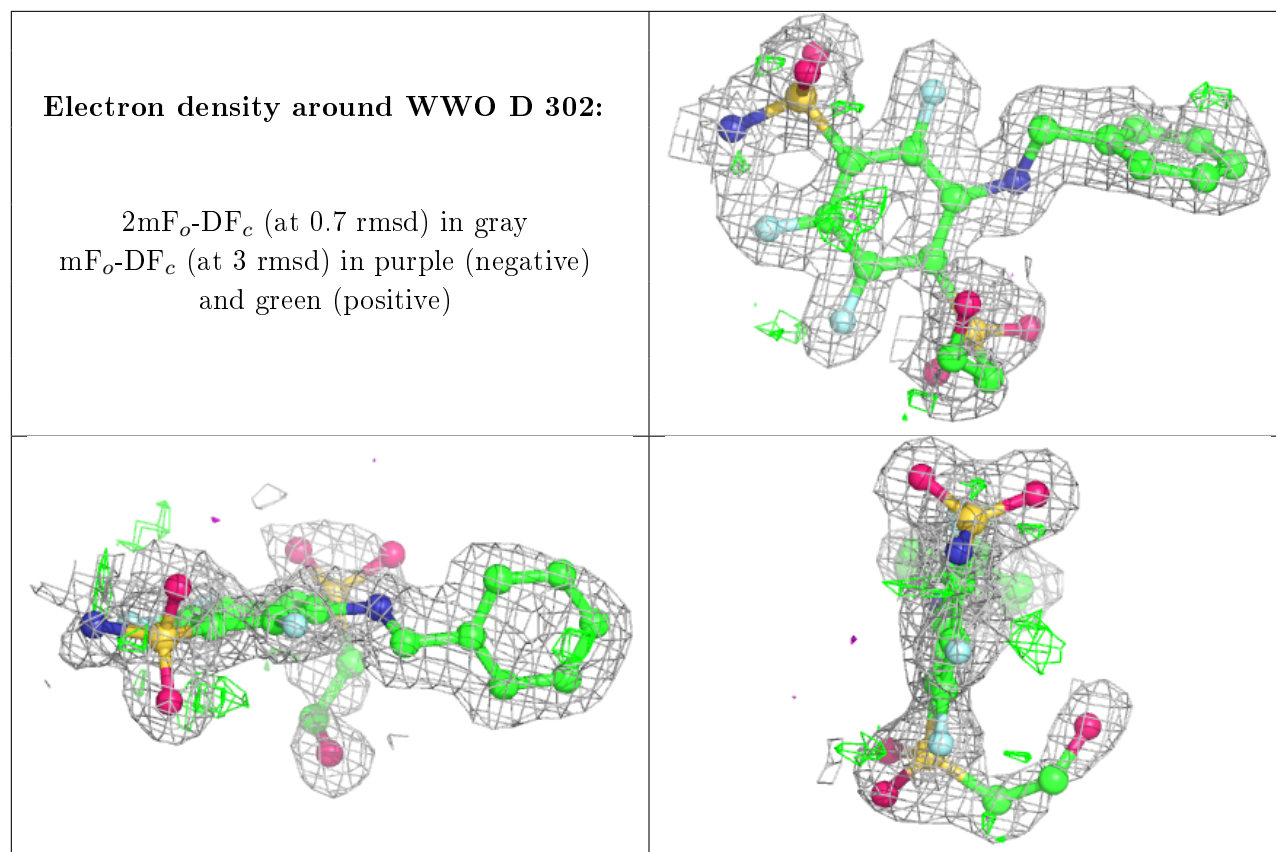 Electron density around WWO D 302:
2mFo-DFc (at 0.7 rmsd) in gray
mFo-DFc (at 3 rmsd) in purple (negative)
and green (positive)